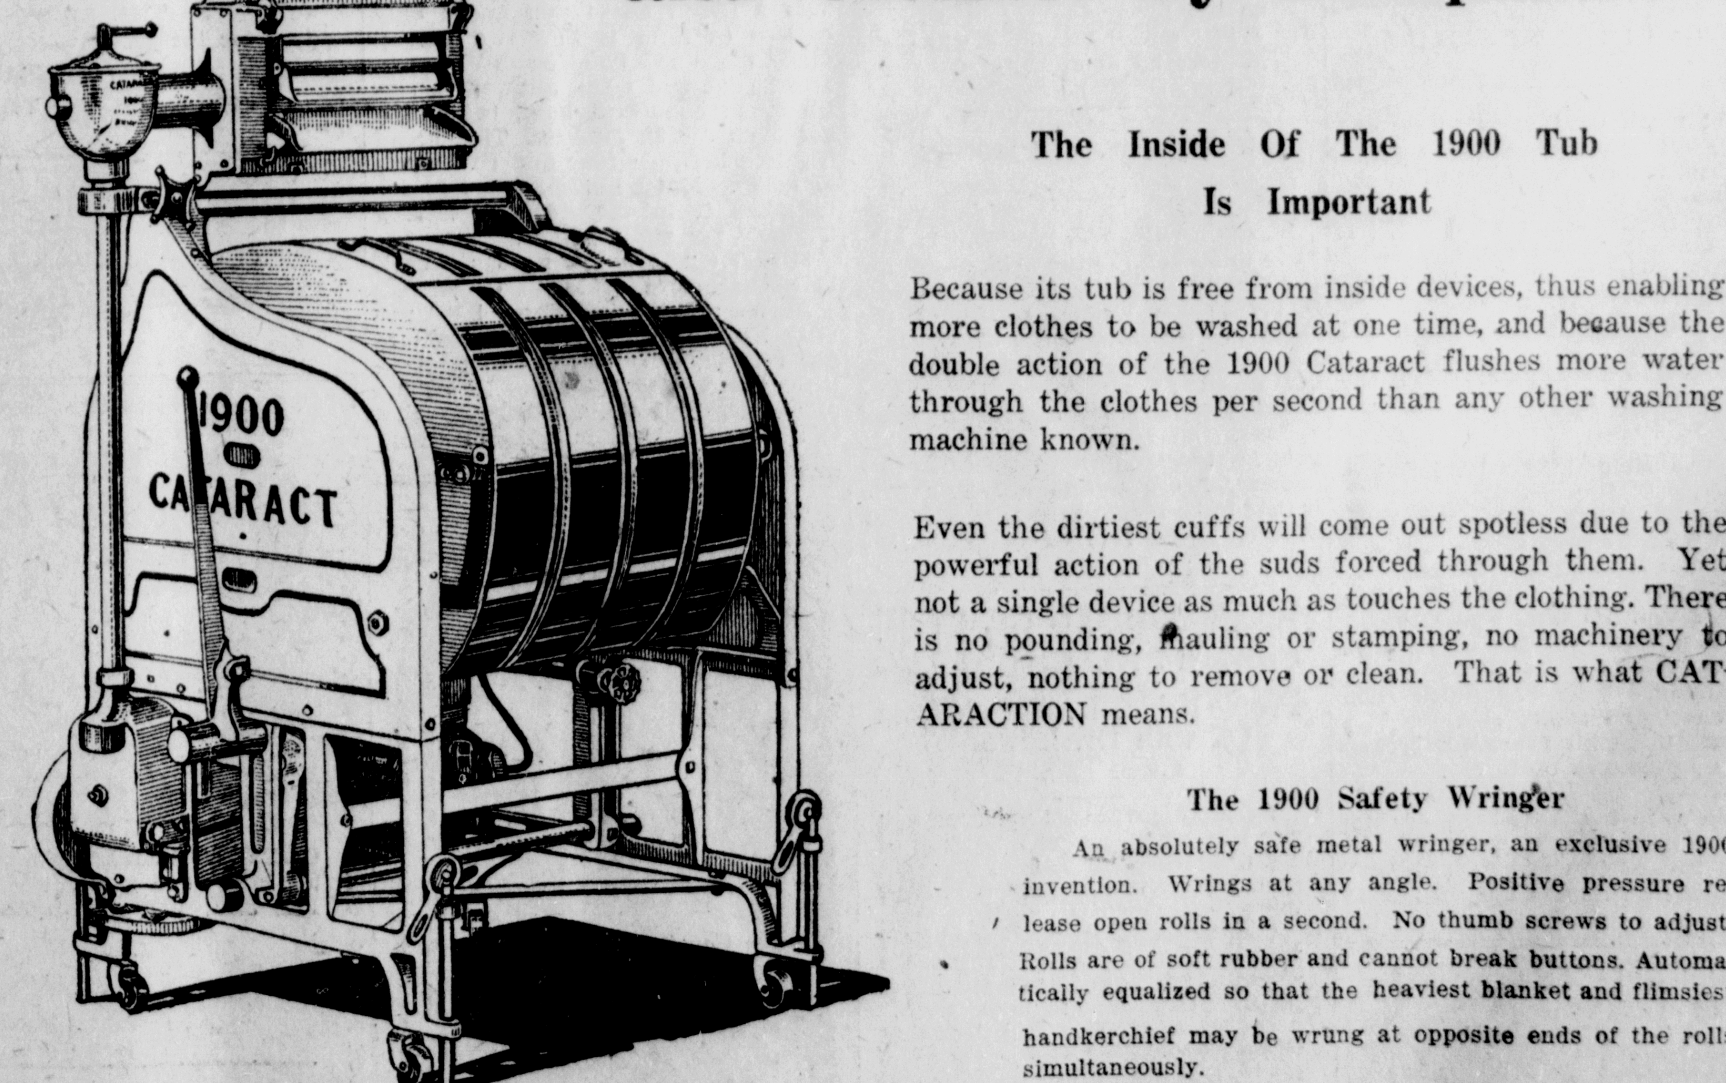 CATARACT
1900
1900
CATARACT
The Inside Of The 1900 Tub
Is Important
Because its tub is free from inside devices, thus enabling
more clothes to be washed at one time, and because the
double action of the 1900 Cataract flushes more water
through the clothes per second than any other washing
machine known.
Even the dirtiest cuffs will come out spotless due to the
powerful action of the suds forced through them. Yet
not a single device as much as touches the clothing. There
is no pounding, mauling or stamping, no machinery to
adjust, nothing to remove or clean. That is what CAT-
ARACTION means.
The 1900 Safety Wringer
An absolutely safe metal wringer, an exclusive 1900
invention. Wrings at any angle. Positive pressure re
lease open rolls in a second. No thumb screws to adjust
Rolls are of soft rubber and cannot break buttons. Automa
tically equalized so that the heaviest blanket and flimsies
handkerchief may be wrung at opposite ends of the roll
simultaneously.